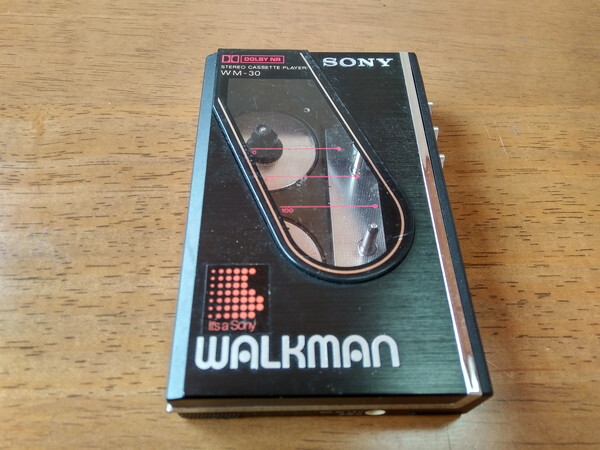 DOLBY NR
SONY
STEREO CASSETTE PLAYER
WM-30
100
It's a Sony
WALKMAN